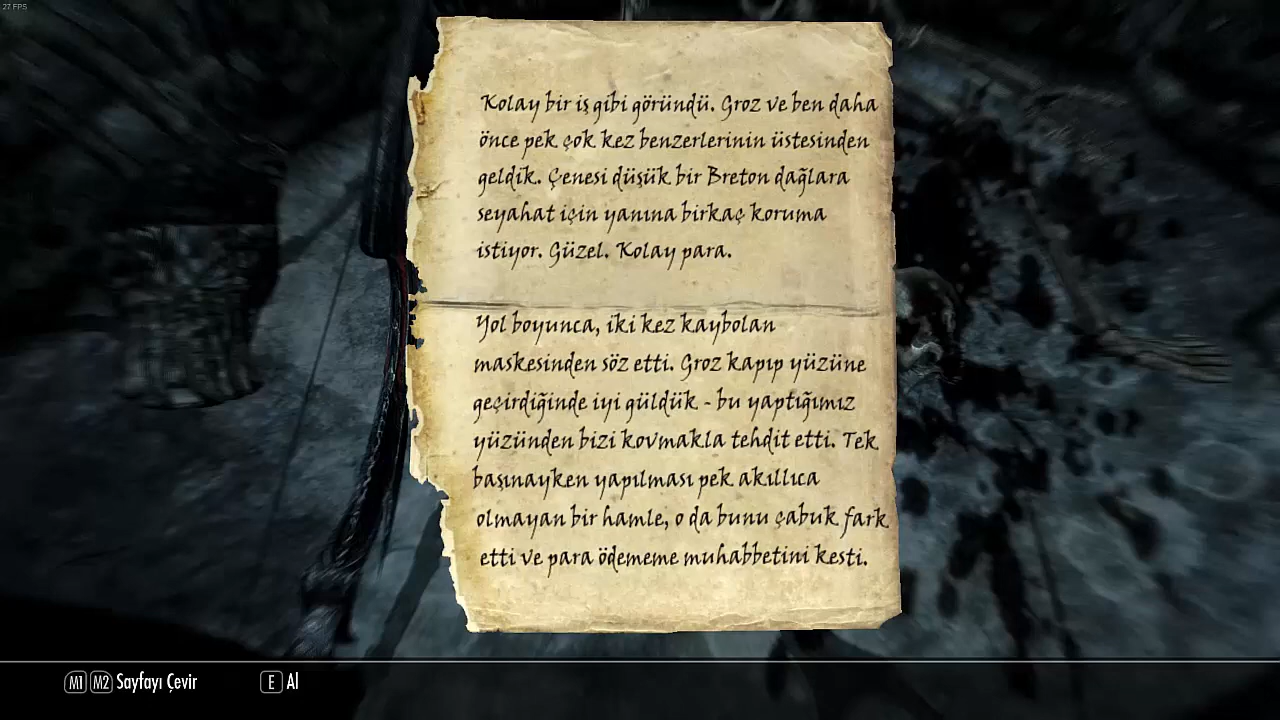 27 FPS
Kolay bir iş gibi göründü. Groz ve ben daha
önce pek çok kez benzerlerinin üstesinden
geldik. Çenesi düşük bir Breton dağlara
seyahat için yanına birkaç koruma
istiyor. Güzel. Kolay para.
Yol boyunca, iki kez kaybolan
maskesinden söz etti. Groz kapıp yüzüne
geçirdiğinde iyi güldük - bu yaptığımız
yüzünden bizi kovmakla tehdit etti. Tek
başınayken yapılması pek akıllıca
olmayan bir hamle, o da bunu çabuk fark
etti ve para ödememe muhabbetini kesti.
M1 M2 Sayfayı Çevir E Al